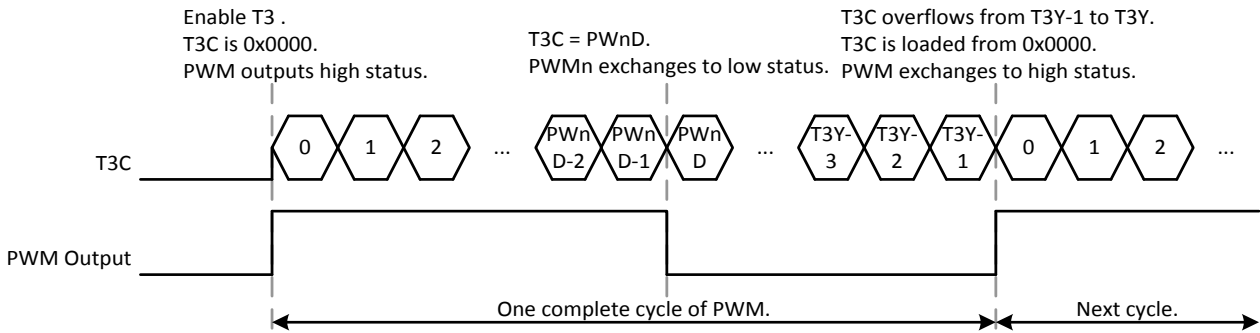 Enable T3 .
T3C is 0x0000.
PWM outputs high status.
T3C = PWnD.
PWMn exchanges to low status.
T3C overflows from T3Y-1 to T3Y.
T3C is loaded from 0x0000.
PWM exchanges to high status.
T3C
0
1
2
...
PWn
D-2
PWn
D-1
PWn
D
...
T3Y-
3
T3Y-
2
T3Y-
1
0
1
2
...
PWM Output
One complete cycle of PWM.
Next cycle.